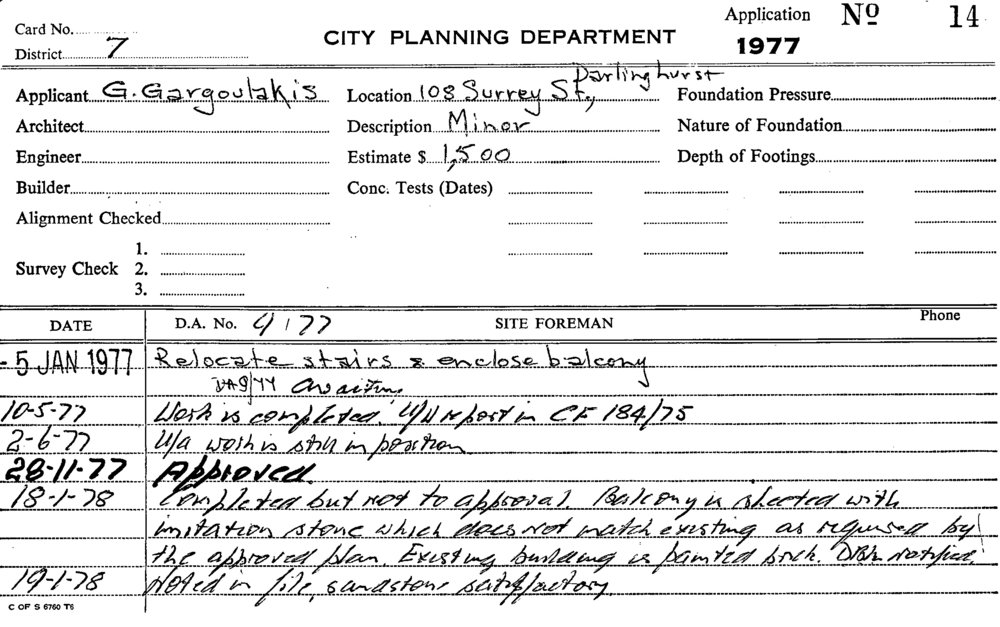 Card No.
District 7
CITY PLANNING DEPARTMENT
Application No 14
1977
Applicant G. Gargoulakis
Location 108 Surrey St., Darlinghurst
Foundation Pressure
Architect
Description Minor
Nature of Foundation
Engineer
Estimate $ 1,500
Depth of Footings
Builder
Conc. Tests (Dates)
Alignment Checked
Survey Check
1.
2.
3.
DATE D.A. No. 9/77 SITE FOREMAN Phone
- 5 JAN 1977 Relocate stairs & enclose balcony
Awaiting
10-5-77 Work is completed. report in CF 184/75
2-6-77 U/a work is still in position
28-11-77 Approved.
18-1-78 Completed but not to approval. Balcony is sheeted with
imitation stone which does not match existing as required by
the approved plan. Existing building is painted brick. notified.
19-1-78 Noted in file, sandstone satisfactory
C OF S 6760 T6